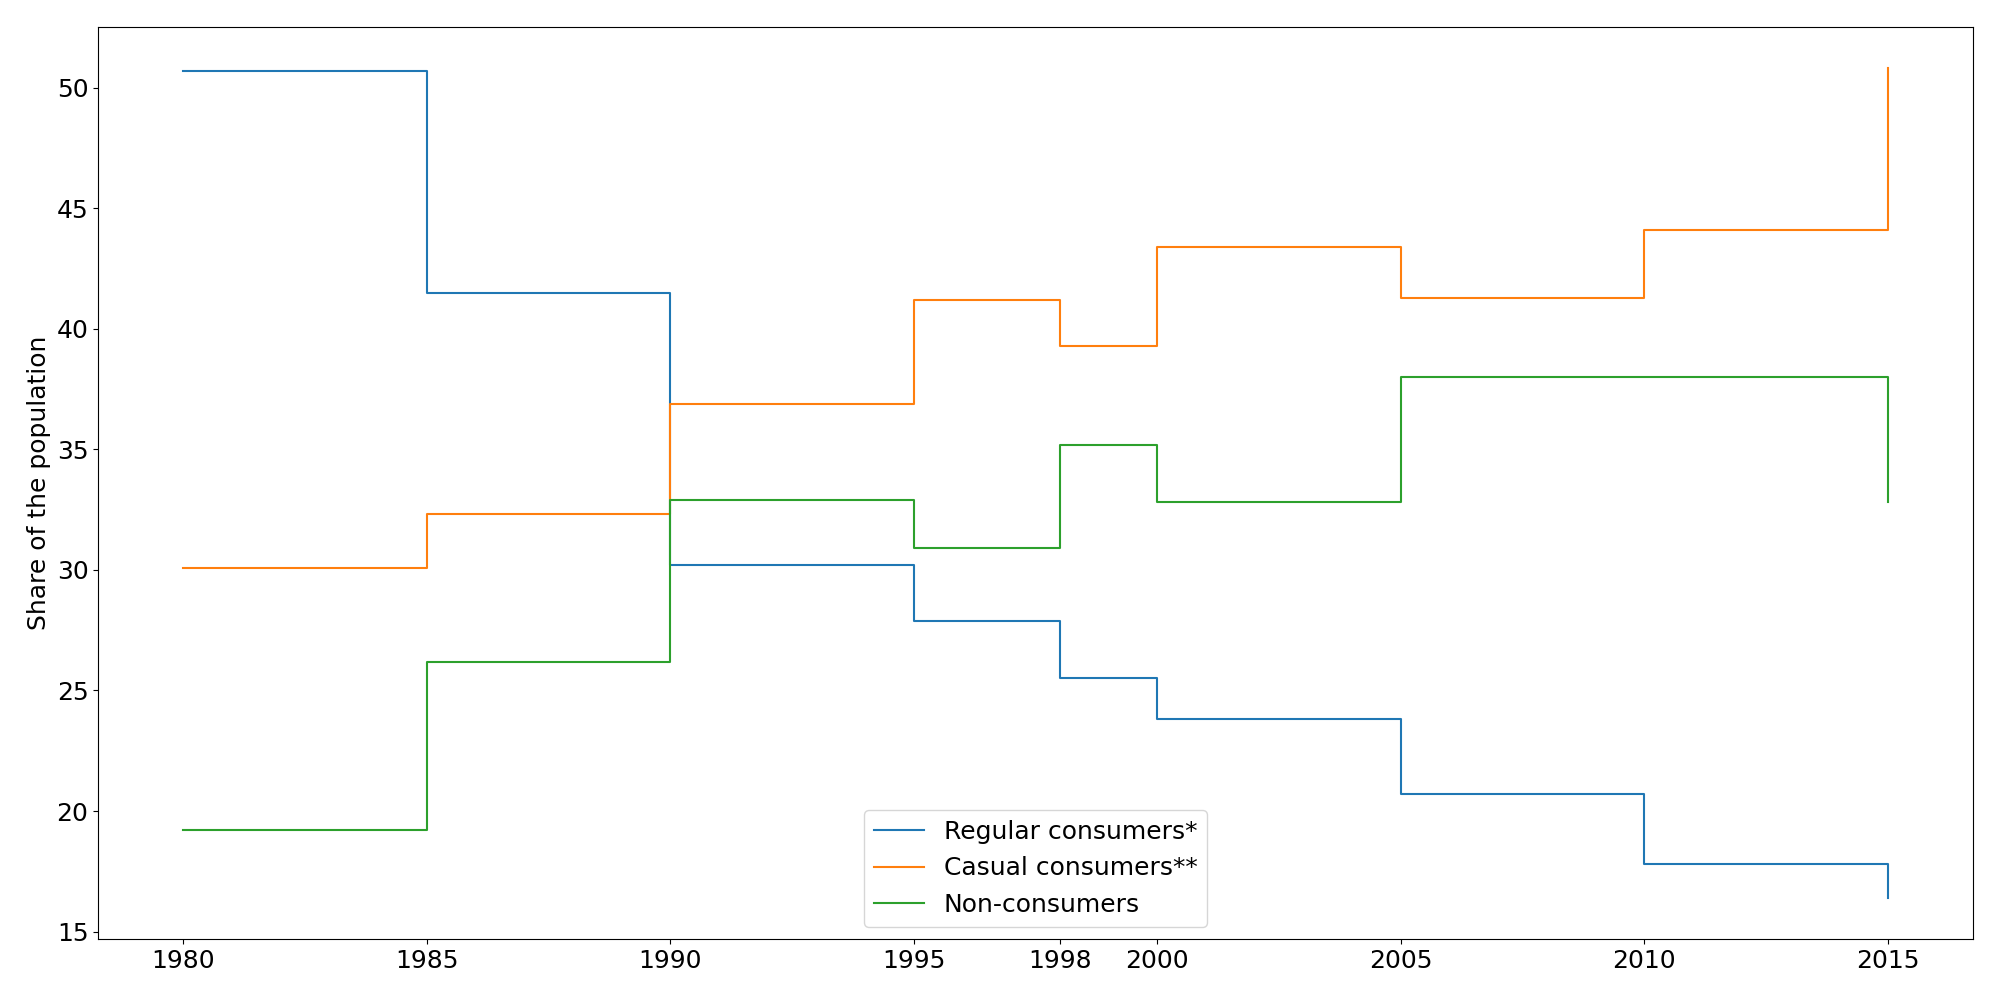 Share of the population
50
45
40
35
30
25
20
15
1980 1985 1990 1995 1998 2000 2005 2010 2015
Regular consumers*
Casual consumers**
Non-consumers